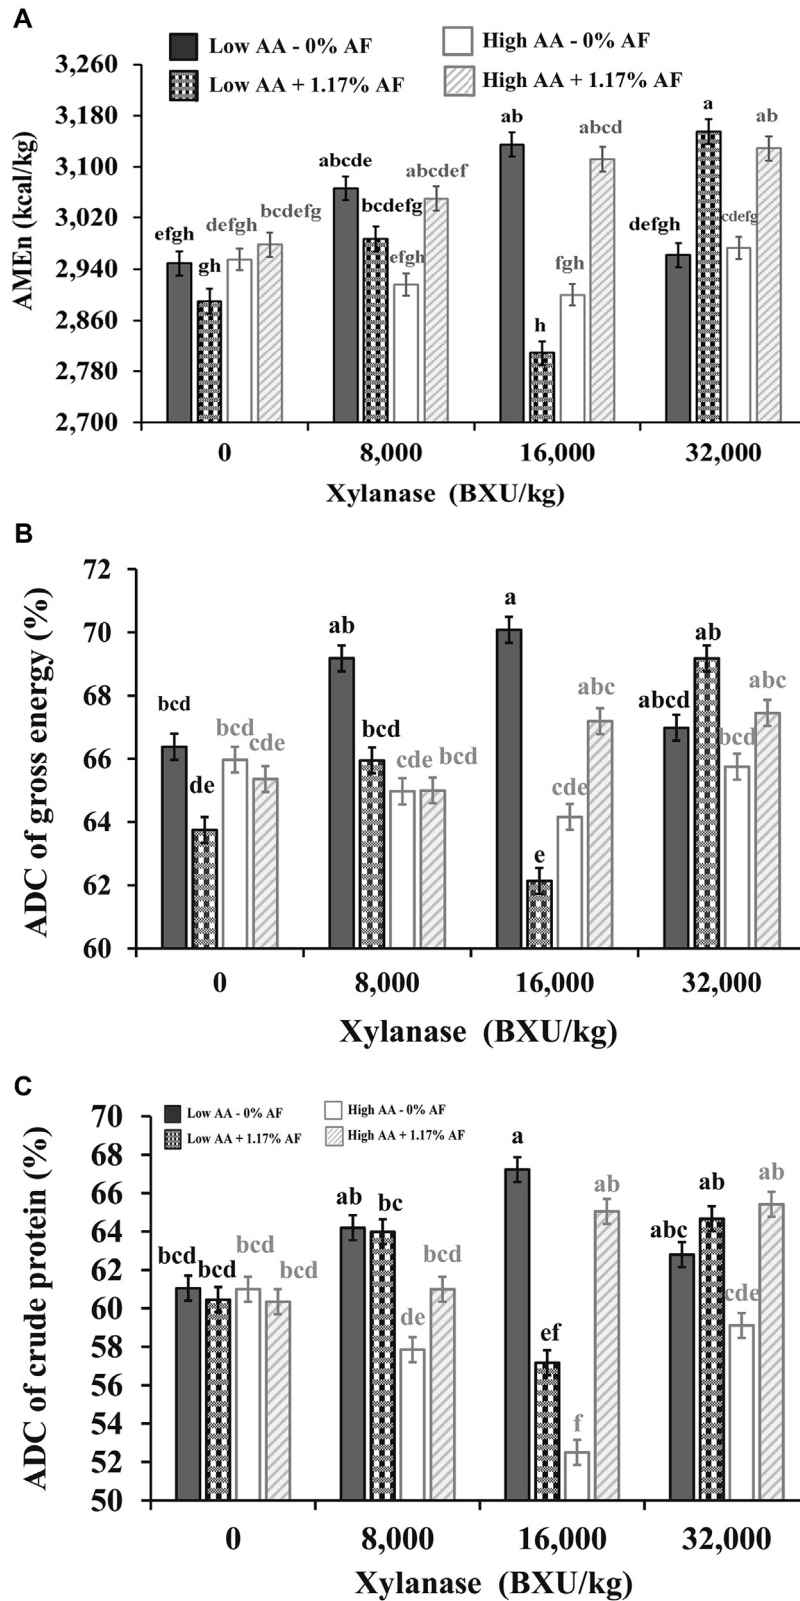 A
Low AA - 0% AF
High AA - 0% AF
Low AA + 1.17% AF
High AA + 1.17% AF
AMEn (kcal/kg)
3,260
3,180
3,100
3,020
2,940
2,860
2,780
2,700
efgh
gh
defgh
bcdefg
abcde
bcdefg
efgh
abcdef
ab
h
fgh
abcd
defgh
a
cdefg
ab
0
8,000
16,000
32,000
Xylanase (BXU/kg)
B
ADC of gross energy (%)
72
70
68
66
64
62
60
bcd
de
bcd
cde
ab
bcd
cde
bcd
a
e
cde
abc
abcd
ab
bcd
abc
0
8,000
16,000
32,000
Xylanase (BXU/kg)
C
Low AA - 0% AF
High AA - 0% AF
Low AA + 1.17% AF
High AA + 1.17% AF
ADC of crude protein (%)
70
68
66
64
62
60
58
56
54
52
50
bcd
bcd
bcd
bcd
ab
bc
de
bcd
a
ef
f
ab
abc
ab
cde
ab
0
8,000
16,000
32,000
Xylanase (BXU/kg)